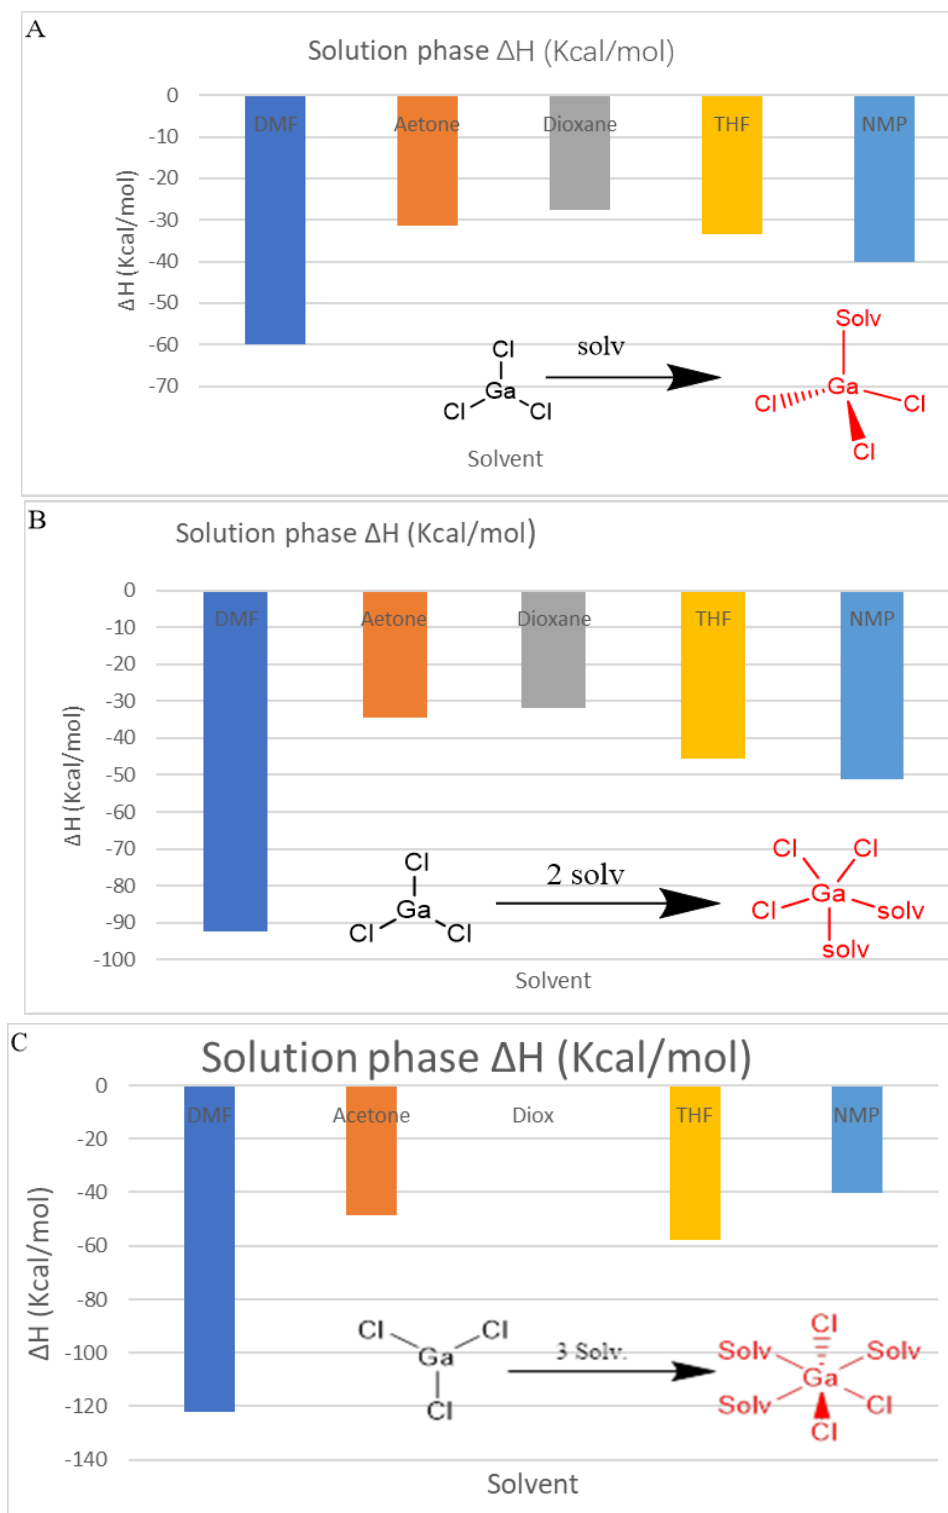 A
Solution phase ΔH (Kcal/mol)
0
-10
-20
-30
-40
-50
-60
-70
ΔH (Kcal/mol)
DMF Aetone Dioxane THF NMP
Cl
Ga
Cl Cl
solv
Solv
Ga
Cl Cl
Cl
Solvent
B
Solution phase ΔH (Kcal/mol)
0
-10
-20
-30
-40
-50
-60
-70
-80
-90
-100
ΔH (Kcal/mol)
DMF Aetone Dioxane THF NMP
Cl
Ga
Cl Cl
2 solv
Cl Cl
Ga
Cl solv
solv
Solvent
C
Solution phase ΔH (Kcal/mol)
0
-20
-40
-60
-80
-100
-120
-140
ΔH (Kcal/mol)
DMF Acetone Diox THF NMP
Cl Cl
Ga
Cl
3 Solv.
Cl
Solv Solv
Ga
Solv Cl
Cl
Solvent